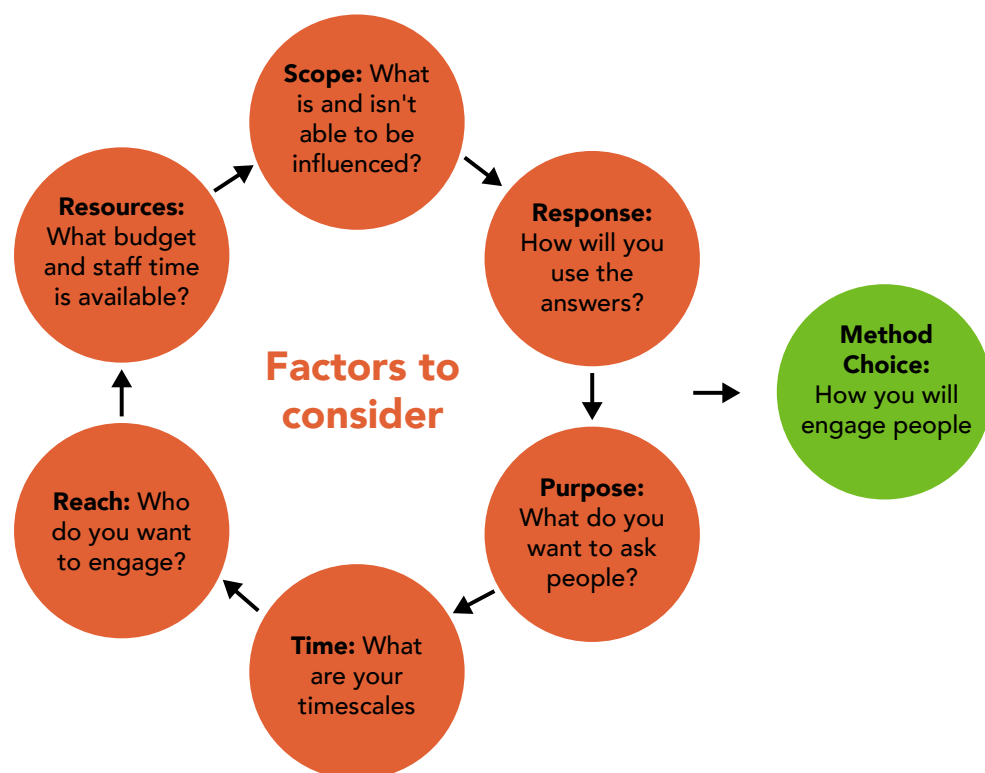 Scope: What
is and isn't
able to be
influenced?
Response:
How will you
use the
answers?
Purpose:
What do you
want to ask
people?
Time: What
are your
timescales
Reach: Who
do you want
to engage?
Resources:
What budget
and staff time
is available?
Factors to
consider
Method
Choice:
How you will
engage people